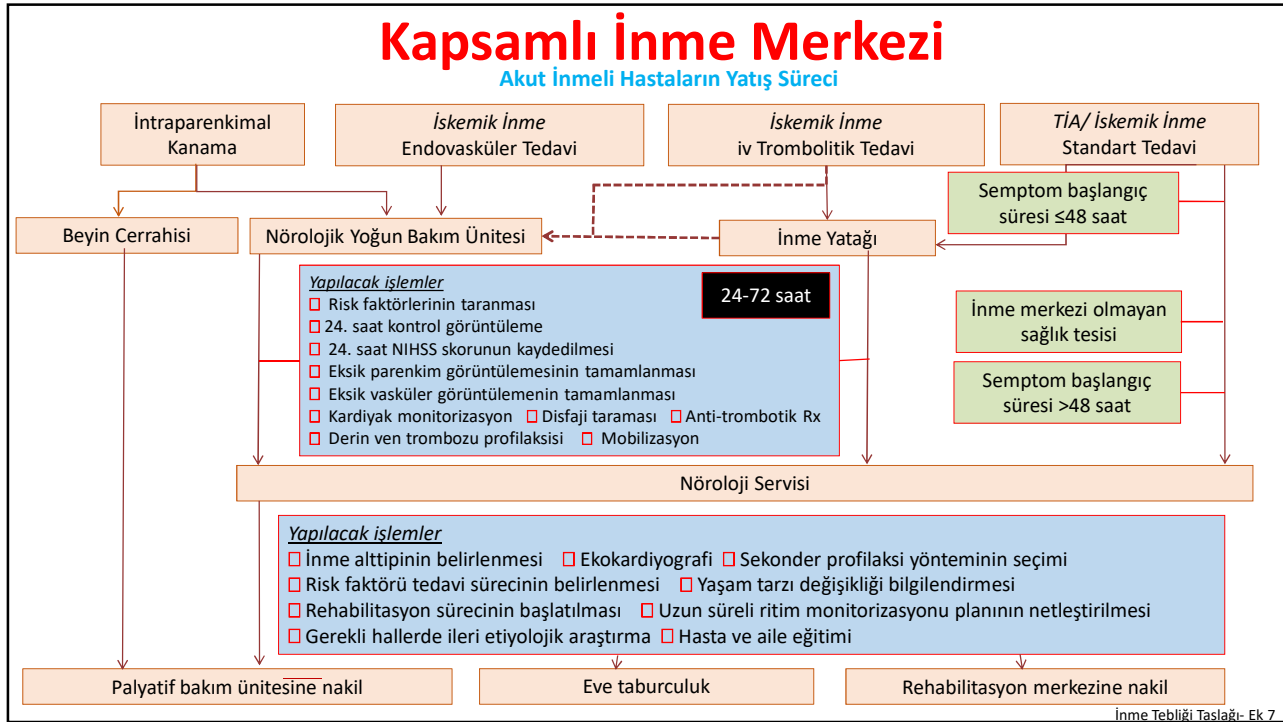 Kapsamlı İnme Merkezi
Akut İnmeli Hastaların Yatış Süreci
İntraparenkimal
Kanama
İskemik İnme
Endovasküler Tedavi
İskemik İnme
iv Trombolitik Tedavi
TİA/ İskemik İnme
Standart Tedavi
Semptom başlangıç
süresi ≤48 saat
Beyin Cerrahisi
Nörolojik Yoğun Bakım Ünitesi
İnme Yatağı
Yapılacak işlemler
24-72 saat
□ Risk faktörlerinin taranması
□ 24. saat kontrol görüntüleme
□ 24. saat NIHSS skorunun kaydedilmesi
□ Eksik parenkim görüntülemesinin tamamlanması
□ Eksik vasküler görüntülemenin tamamlanması
□ Kardiyak monitorizasyon □ Disfaji taraması □ Anti-trombotik Rx
□ Derin ven trombozu profilaksisi □ Mobilizasyon
İnme merkezi olmayan
sağlık tesisi
Semptom başlangıç
süresi >48 saat
Nöroloji Servisi
Yapılacak işlemler
□ İnme alttipinin belirlenmesi □ Ekokardiyografi □ Sekonder profilaksi yönteminin seçimi
□ Risk faktörü tedavi sürecinin belirlenmesi □ Yaşam tarzı değişikliği bilgilendirmesi
□ Rehabilitasyon sürecinin başlatılması □ Uzun süreli ritim monitorizasyonu planının netleştirilmesi
□ Gerekli hallerde ileri etiyolojik araştırma □ Hasta ve aile eğitimi
Palyatif bakım ünitesine nakil
Eve taburculuk
Rehabilitasyon merkezine nakil
İnme Tebliği Taslağı- Ek 7